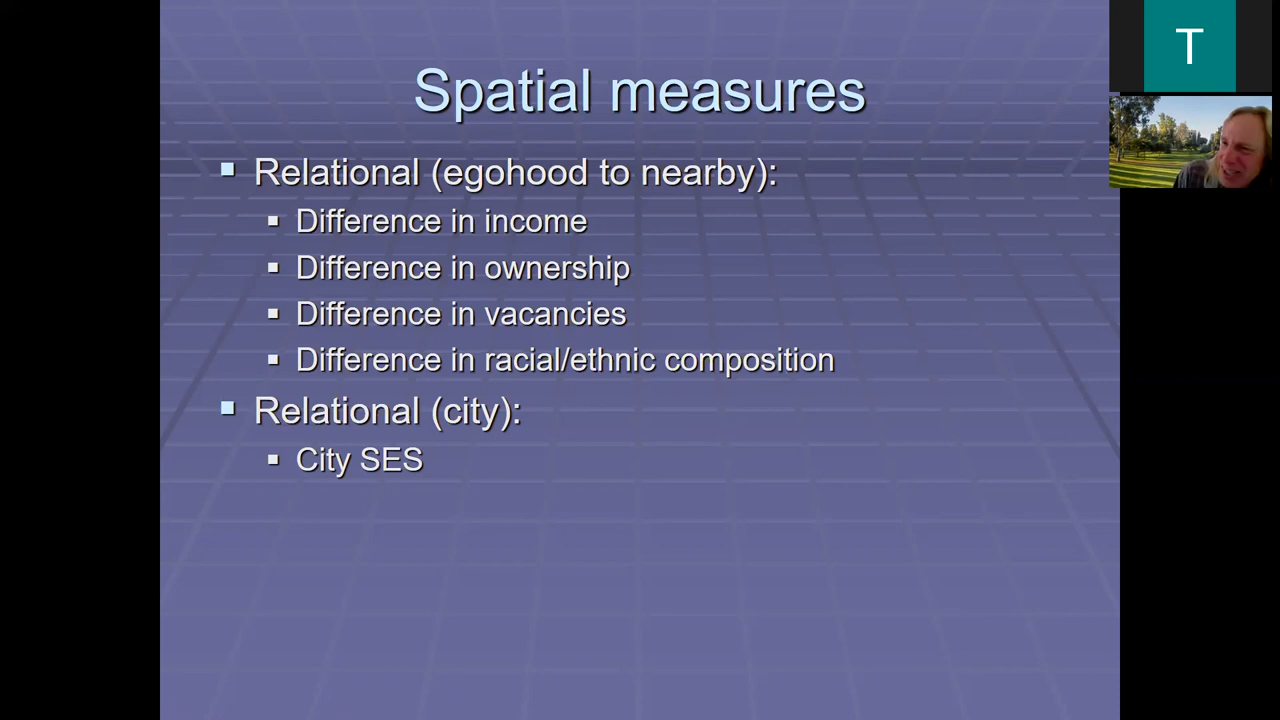 Spatial measures
Relational (egohood to nearby):
Difference in income
Difference in ownership
Difference in vacancies
Difference in racial/ethnic composition
Relational (city):
City SES
T